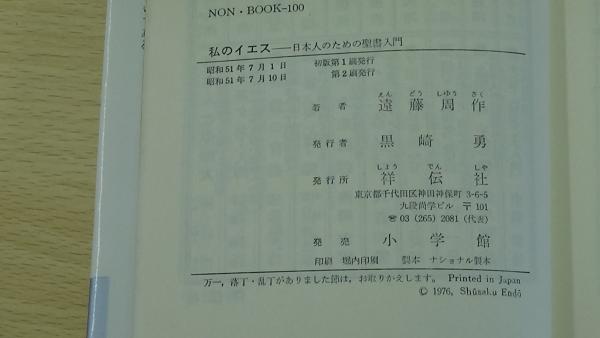 NON・BOOK-100
私のイエス――日本人のための聖書入門
昭和51年7月1日 初版第1刷発行
昭和51年7月10日 第2刷発行
えん どう しゆう さく
著者 遠藤周作
発行者 黒崎勇
しよう でん しや
発行所 祥伝社
東京都千代田区神田神保町3-6-5
九段尚学ビル 〒101
☎03(265)2081(代表)
発売 小学館
印刷 堀内印刷 製本 ナショナル製本
万一,落丁・乱丁がありました節は,お取りかえします。 Printed in Japan
© 1976, Shūsaku Endō